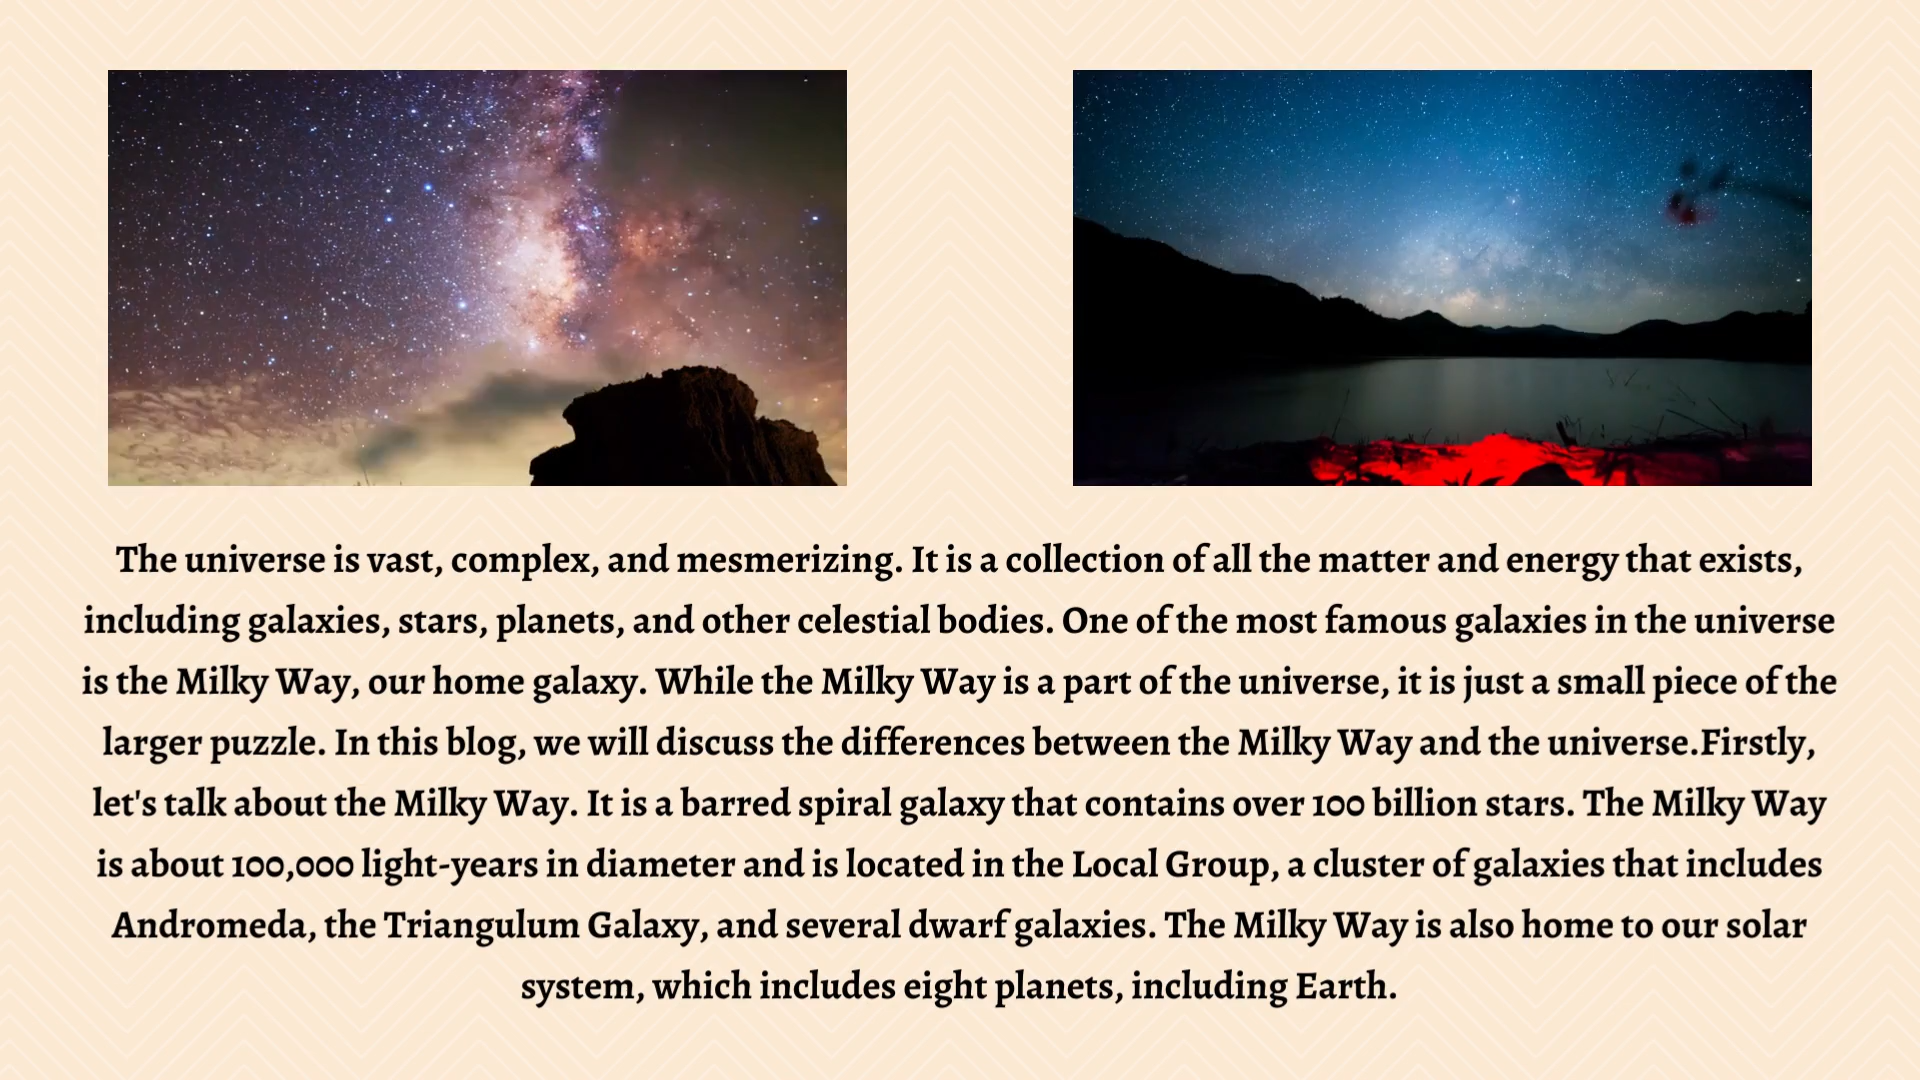 The universe is vast, complex, and mesmerizing. It is a collection of all the matter and energy that exists,
including galaxies, stars, planets, and other celestial bodies. One of the most famous galaxies in the universe
is the Milky Way, our home galaxy. While the Milky Way is a part of the universe, it is just a small piece of the
larger puzzle. In this blog, we will discuss the differences between the Milky Way and the universe.Firstly,
let's talk about the Milky Way. It is a barred spiral galaxy that contains over 100 billion stars. The Milky Way
is about 100,000 light-years in diameter and is located in the Local Group, a cluster of galaxies that includes
Andromeda, the Triangulum Galaxy, and several dwarf galaxies. The Milky Way is also home to our solar
system, which includes eight planets, including Earth.